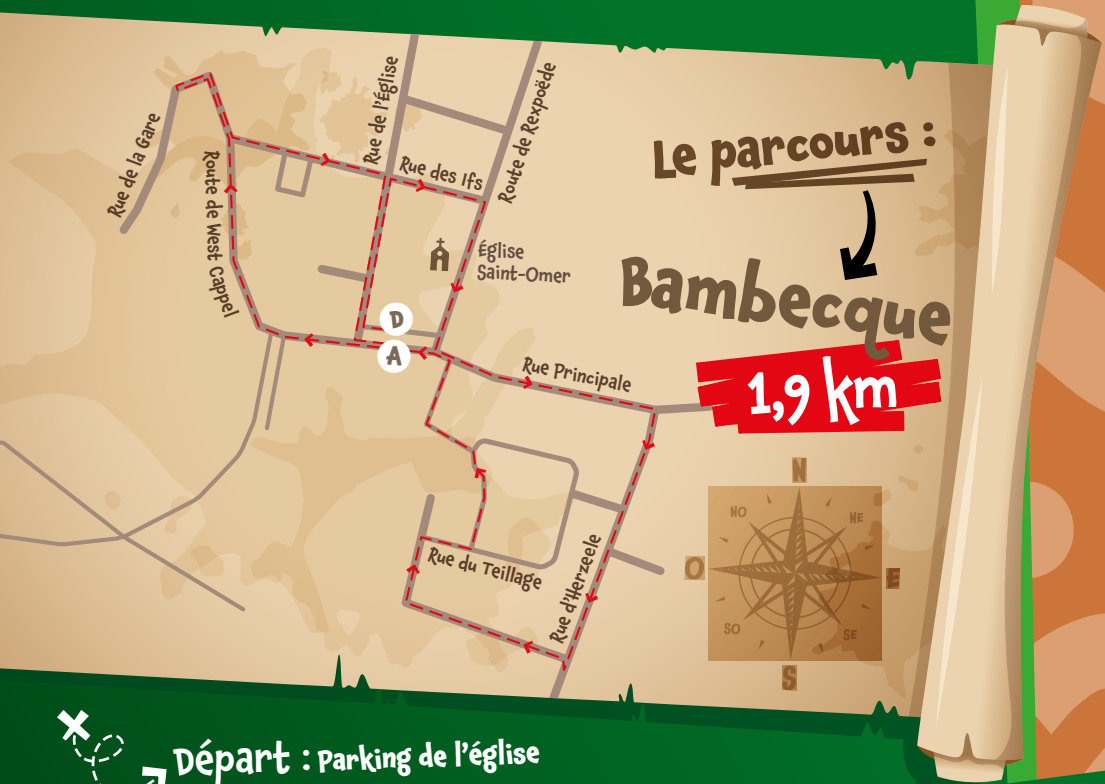 Rue de la Gare
Route de West Cappel
Rue de l'Église
Rue des Ifs
Route de Rexpoëde
Église
Saint-Omer
D
A
Rue Principale
Rue du Teillage
Rue d'Herzeele
Le parcours :
Bambecque
1,9 km
N
NO
NE
O
E
SO
SE
S
Départ : Parking de l'église